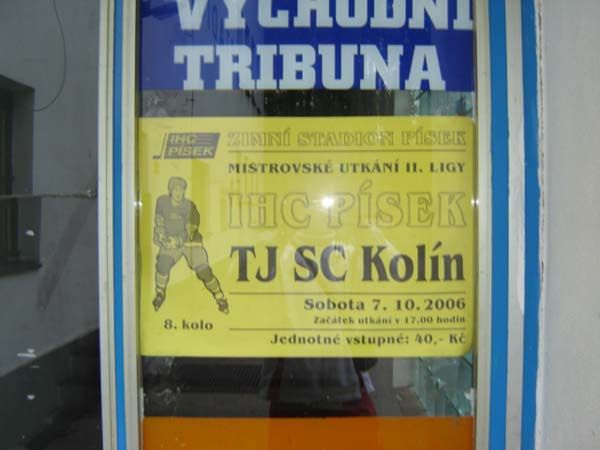 VÝCHODNÍ
TRIBUNA
IHC
PÍSEK
ZIMNÍ STADION PÍSEK
MISTROVSKÉ UTKÁNÍ II. LIGY
IHC PÍSEK
TJ SČ Kolín
Sobota 7. 10. 2006
Začátek utkání v 17.00 hodin
8. kolo
Jednotné vstupné: 40,- Kč